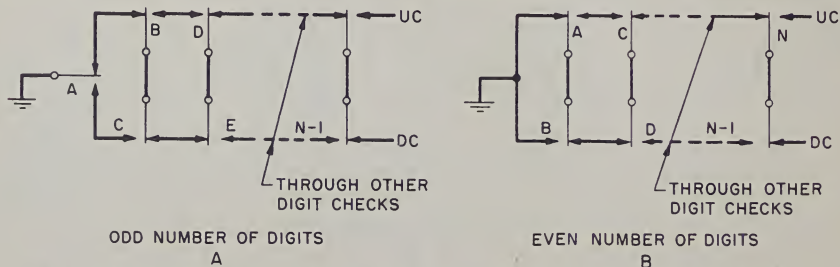 B D UC
A
C E N-1 DC
THROUGH OTHER
DIGIT CHECKS
ODD NUMBER OF DIGITS
A
A C N UC
B D N-1 DC
THROUGH OTHER
DIGIT CHECKS
EVEN NUMBER OF DIGITS
B